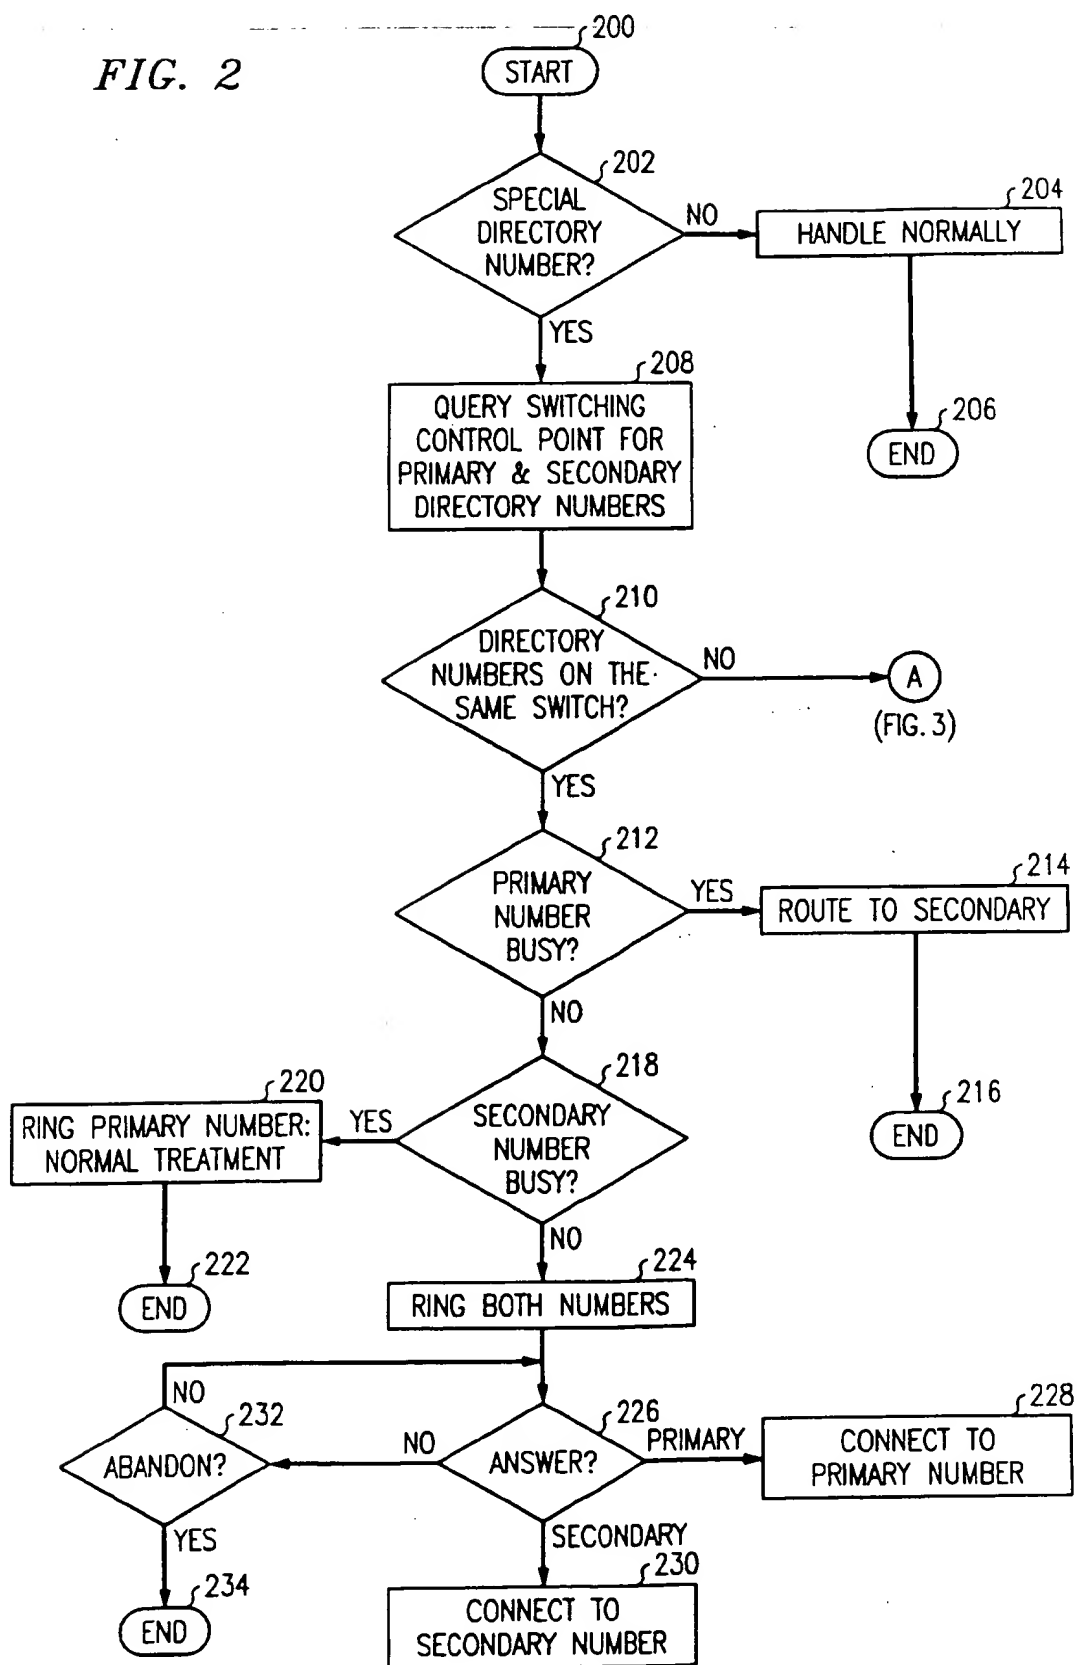 FIG. 2
200
START
202
SPECIAL
DIRECTORY
NUMBER?
NO
204
HANDLE NORMALLY
206
END
YES
208
QUERY SWITCHING
CONTROL POINT FOR
PRIMARY & SECONDARY
DIRECTORY NUMBERS
210
DIRECTORY
NUMBERS ON THE
SAME SWITCH?
NO
A
(FIG. 3)
YES
212
PRIMARY
NUMBER
BUSY?
YES
214
ROUTE TO SECONDARY
216
END
NO
218
SECONDARY
NUMBER
BUSY?
YES
220
RING PRIMARY NUMBER:
NORMAL TREATMENT
222
END
NO
224
RING BOTH NUMBERS
226
ANSWER?
PRIMARY
228
CONNECT TO
PRIMARY NUMBER
NO
232
ABANDON?
NO
YES
234
END
SECONDARY
230
CONNECT TO
SECONDARY NUMBER